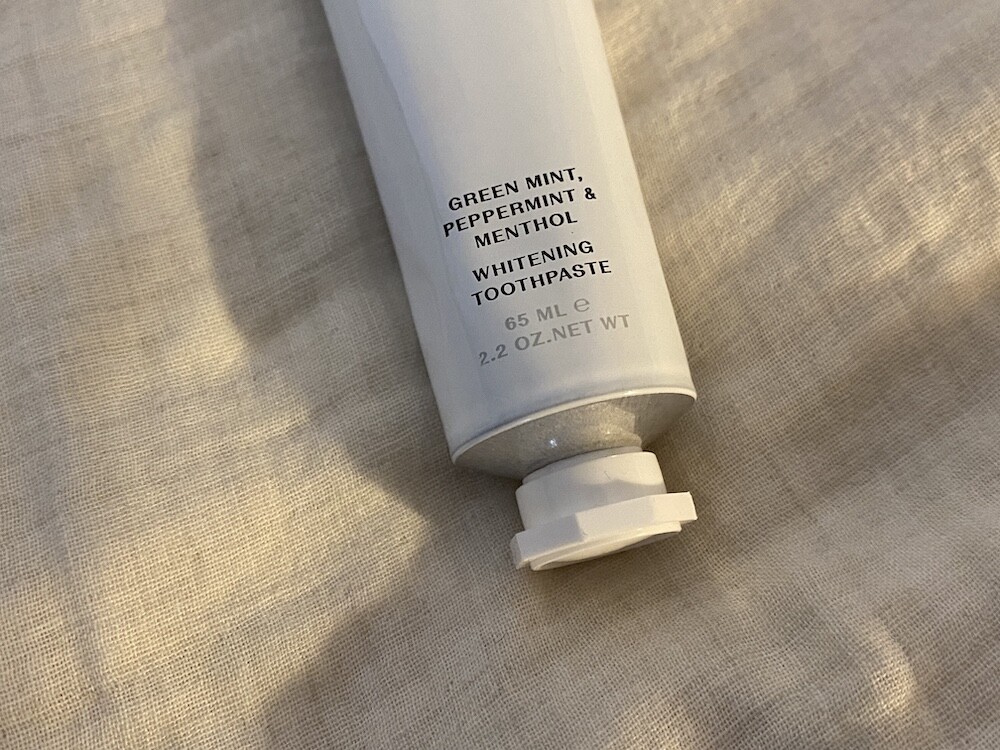 GREEN MINT,
PEPPERMINT &
MENTHOL
WHITENING
TOOTHPASTE
65 ML ℮
2.2 OZ.NET WT